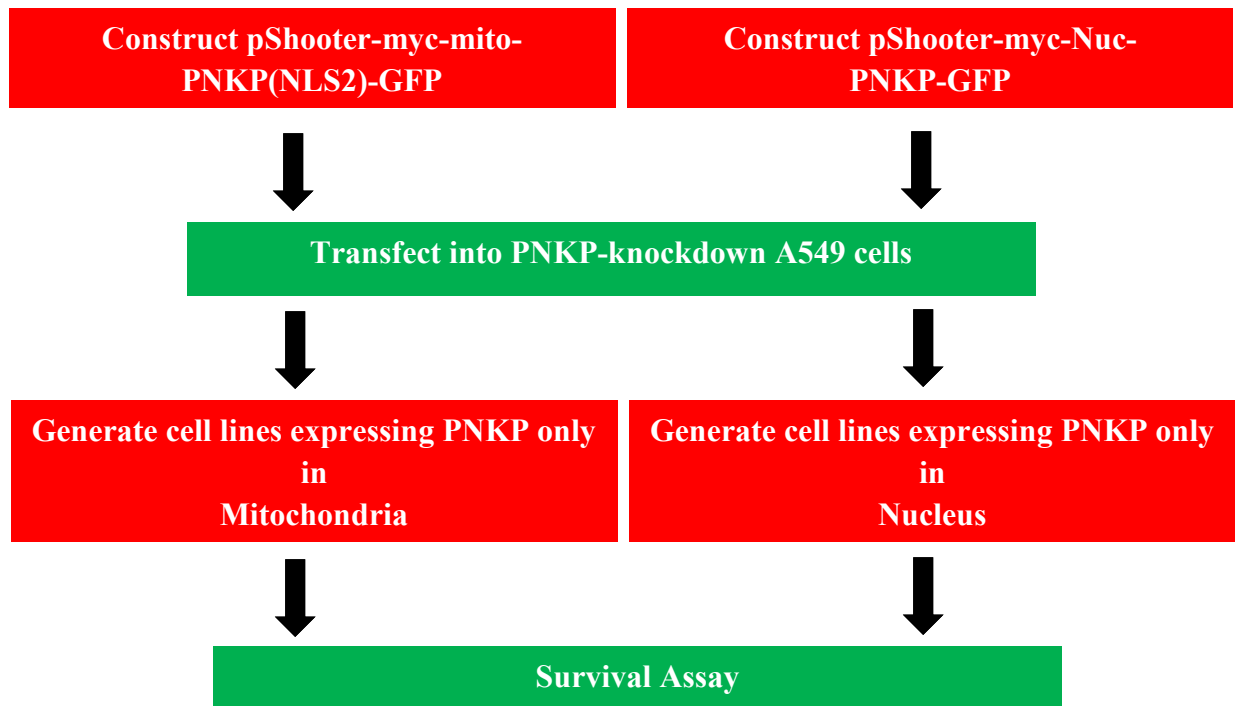 Construct pShooter-myc-mito-
PNKP(NLS2)-GFP
Construct pShooter-myc-Nuc-
PNKP-GFP
Transfect into PNKP-knockdown A549 cells
Generate cell lines expressing PNKP only
in
Mitochondria
Generate cell lines expressing PNKP only
in
Nucleus
Survival Assay